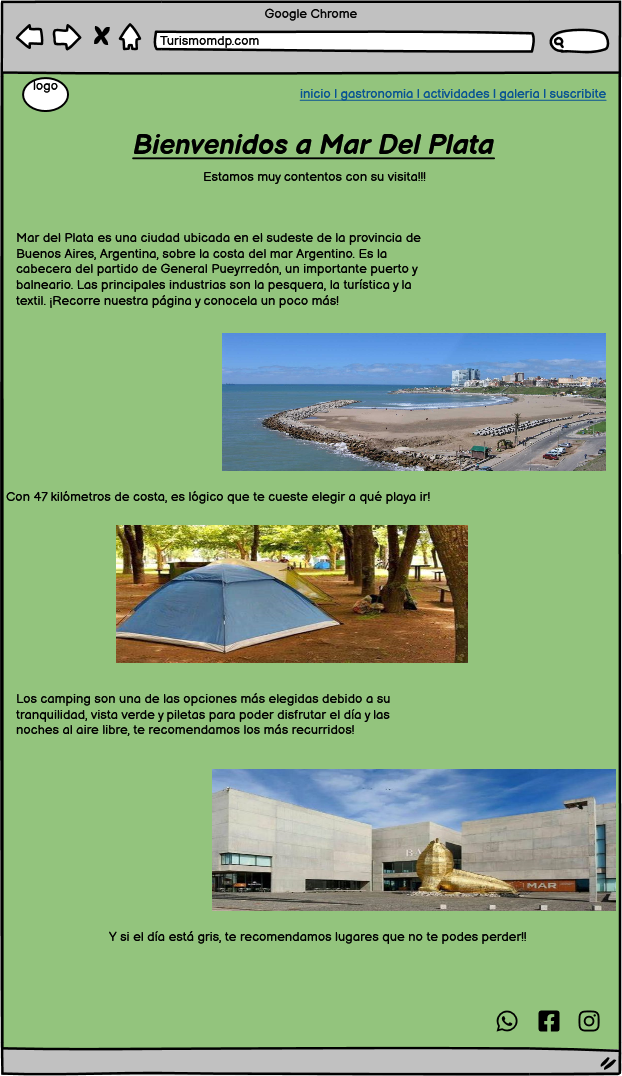 Google Chrome
Turismomdp.com
logo
inicio | gastronomia | actividades | galeria | suscribite
Bienvenidos a Mar Del Plata
Estamos muy contentos con su visita!!!
Mar del Plata es una ciudad ubicada en el sudeste de la provincia de
Buenos Aires, Argentina, sobre la costa del mar Argentino. Es la
cabecera del partido de General Pueyrredón, un importante puerto y
balneario. Las principales industrias son la pesquera, la turística y la
textil. ¡Recorre nuestra página y conocela un poco más!
Con 47 kilómetros de costa, es lógico que te cueste elegir a qué playa ir!
Los camping son una de las opciones más elegidas debido a su
tranquilidad, vista verde y piletas para poder disfrutar el día y las
noches al aire libre, te recomendamos los más recurridos!
MAR
Y si el día está gris, te recomendamos lugares que no te podes perder!!